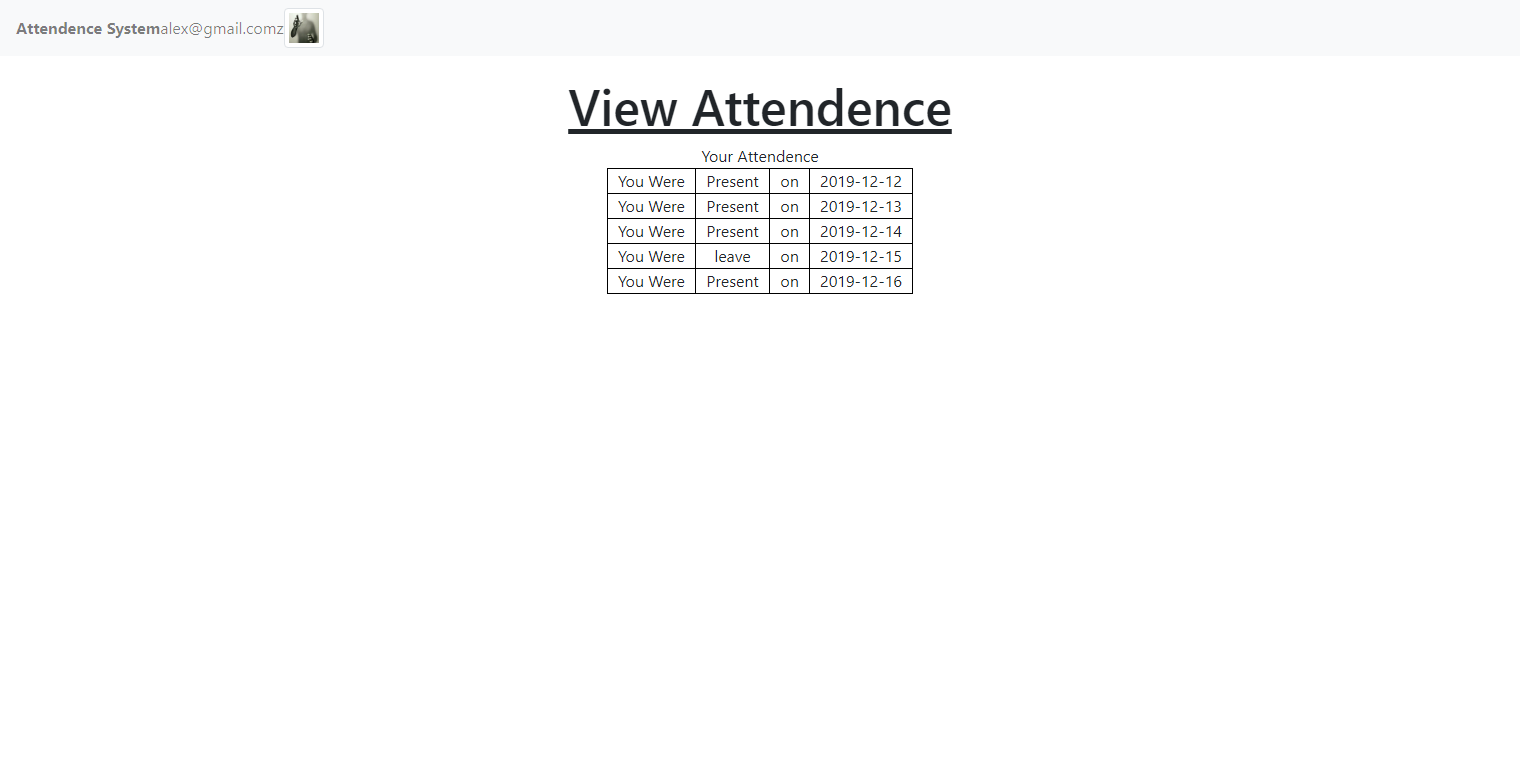 Attendence Systemalex@gmail.comz
View Attendence
Your Attendence
You Were Present on 2019-12-12
You Were Present on 2019-12-13
You Were Present on 2019-12-14
You Were leave on 2019-12-15
You Were Present on 2019-12-16